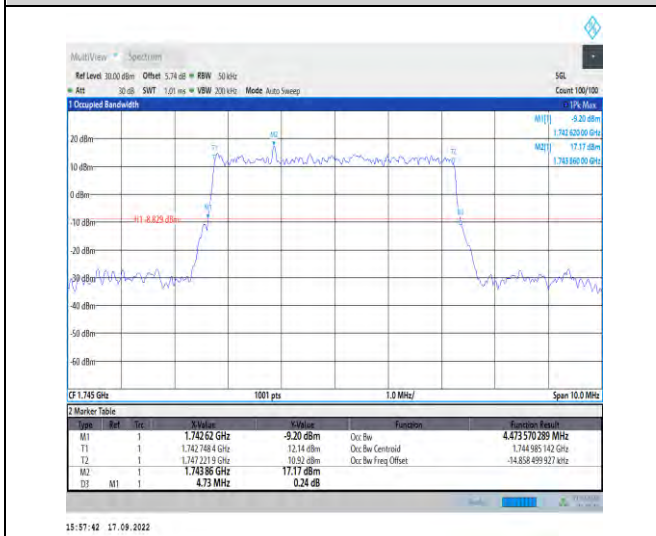 MultiView Spectrum
Ref Level 30.00 dBm Offset 5.74 dB RBW 50 kHz SGL
Att 30 dB SWT 1.01 ms VBW 200 kHz Mode Auto Sweep Count 100/100
1 Occupied Bandwidth 1Pk Max
M1[1] -9.20 dBm
1.742 620 00 GHz
M2[1] 17.17 dBm
1.743 860 00 GHz
20 dBm
M2
T1
T2
10 dBm
0 dBm
-10 dBm
H1 -8.829 dBm
-20 dBm
-30 dBm
-40 dBm
-50 dBm
-60 dBm
CF 1.745 GHz 1001 pts 1.0 MHz/ Span 10.0 MHz
2 Marker Table
Type Ref Trc X-Value Y-Value Function Function Result
M1 1 1.742 62 GHz -9.20 dBm Occ Bw 4.473 570 289 MHz
T1 1 1.742 748 4 GHz 12.14 dBm Occ Bw Centroid 1.744 985 142 GHz
T2 1 1.747 221 9 GHz 10.92 dBm Occ Bw Freq Offset -14.858 499 927 kHz
M2 1 1.743 86 GHz 17.17 dBm
D3 M1 1 4.73 MHz 0.24 dB
15:57:42 17.09.2022